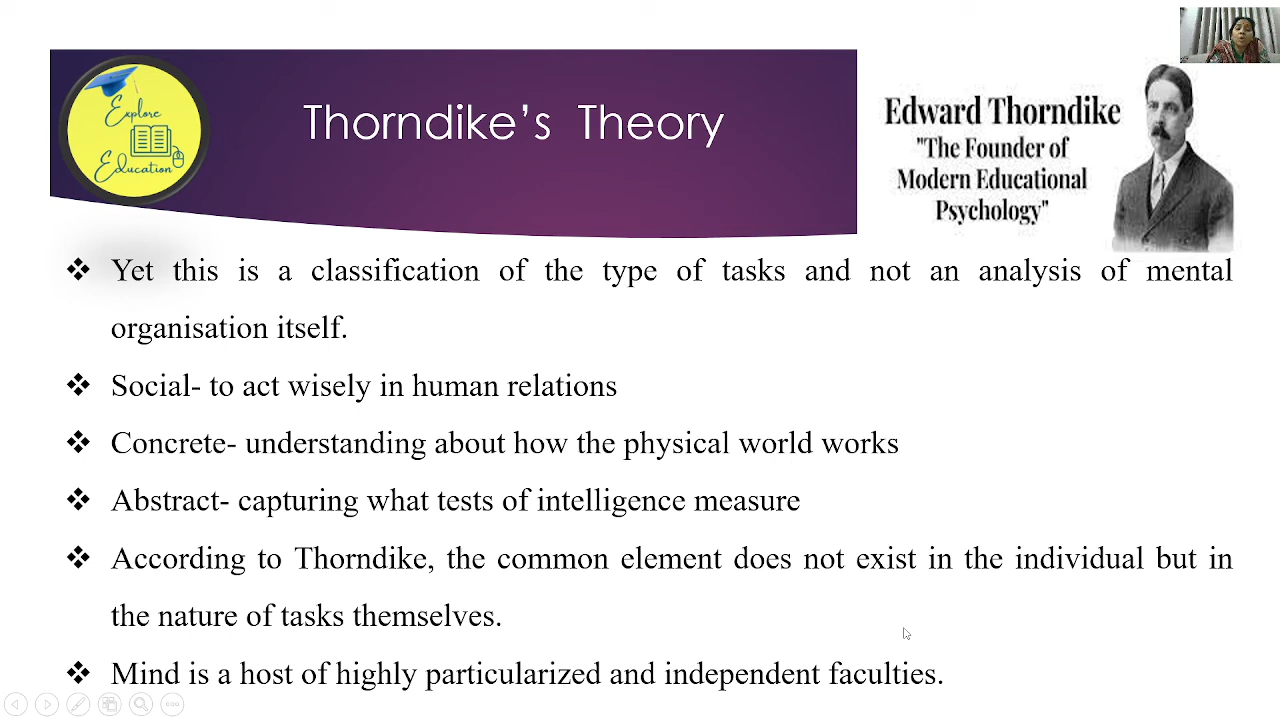 Explore
Education
Thorndike's Theory
Edward Thorndike
"The Founder of
Modern Educational
Psychology"
❖ Yet this is a classification of the type of tasks and not an analysis of mental
organisation itself.
❖ Social- to act wisely in human relations
❖ Concrete- understanding about how the physical world works
❖ Abstract- capturing what tests of intelligence measure
❖ According to Thorndike, the common element does not exist in the individual but in
the nature of tasks themselves.
❖ Mind is a host of highly particularized and independent faculties.